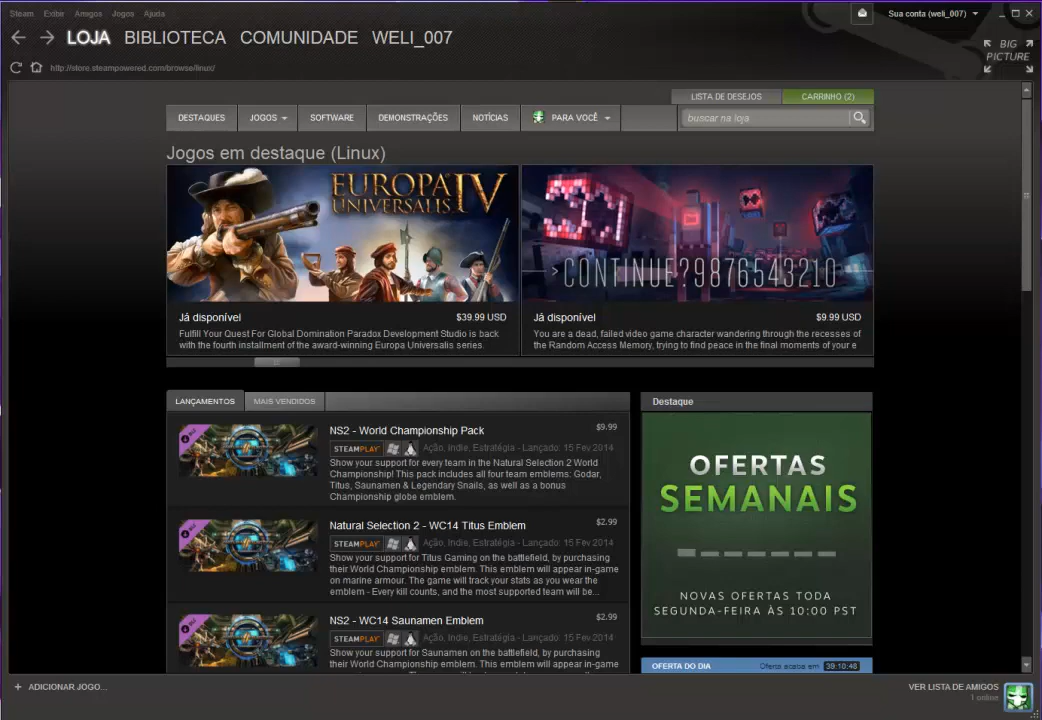 Steam Exibir Amigos Jogos Ajuda
Sua conta (weli_007)
LOJA BIBLIOTECA COMUNIDADE WELI_007
BIG PICTURE
http://store.steampowered.com/browse/linux/
LISTA DE DESEJOS CARRINHO (2)
DESTAQUES JOGOS SOFTWARE DEMONSTRAÇÕES NOTÍCIAS PARA VOCÊ buscar na loja
Jogos em destaque (Linux)
EUROPA UNIVERSALIS IV
>CONTINUE?9876543210
Já disponível $39.99 USD
Fulfill Your Quest For Global Domination Paradox Development Studio is back
with the fourth installment of the award-winning Europa Universalis series.
Já disponível $9.99 USD
You are a dead, failed video game character wandering through the recesses of
the Random Access Memory, trying to find peace in the final moments of your e
LANÇAMENTOS MAIS VENDIDOS
NS2 - World Championship Pack $9.99
STEAMPLAY Ação, Indie, Estratégia - Lançado: 15 Fev 2014
Show your support for every team in the Natural Selection 2 World
Championship! This pack includes all four team emblems: Godar,
Titus, Saunamen & Legendary Snails, as well as a bonus
Championship globe emblem.
Natural Selection 2 - WC14 Titus Emblem $2.99
STEAMPLAY Ação, Indie, Estratégia - Lançado: 15 Fev 2014
Show your support for Titus Gaming on the battlefield, by purchasing
their World Championship emblem. This emblem will appear in-game
on marine armour. The game will track your stats as you wear the
emblem - Every kill counts, and the most supported team will be...
NS2 - WC14 Saunamen Emblem $2.99
STEAMPLAY Ação, Indie, Estratégia - Lançado: 15 Fev 2014
Show your support for Saunamen on the battlefield, by purchasing
their World Championship emblem. This emblem will appear in-game
Destaque
OFERTAS
SEMANAIS
NOVAS OFERTAS TODA
SEGUNDA-FEIRA ÀS 10:00 PST
OFERTA DO DIA Oferta acaba em 39:10:48
+ ADICIONAR JOGO...
VER LISTA DE AMIGOS
1 online